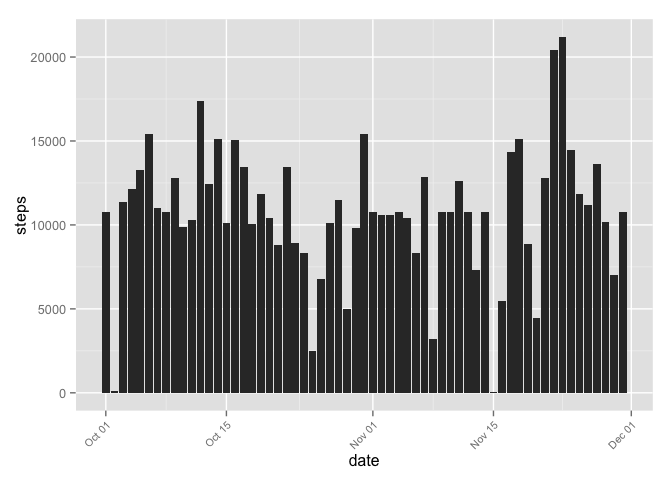 20000
15000
10000
5000
0
steps
Oct 01
Oct 15
Nov 01
Nov 15
Dec 01
date